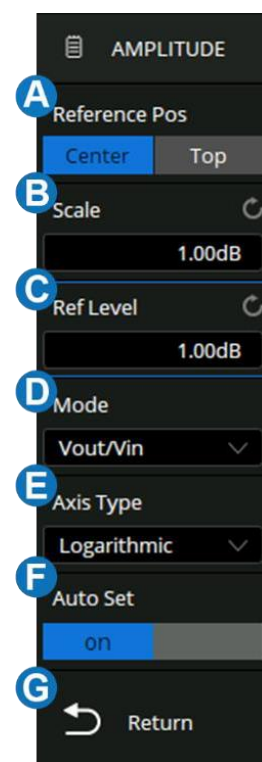 AMPLITUDE
A
Reference Pos
Center Top
B
Scale
1.00dB
C
Ref Level
1.00dB
D
Mode
Vout/Vin
E
Axis Type
Logarithmic
F
Auto Set
on
G
Return